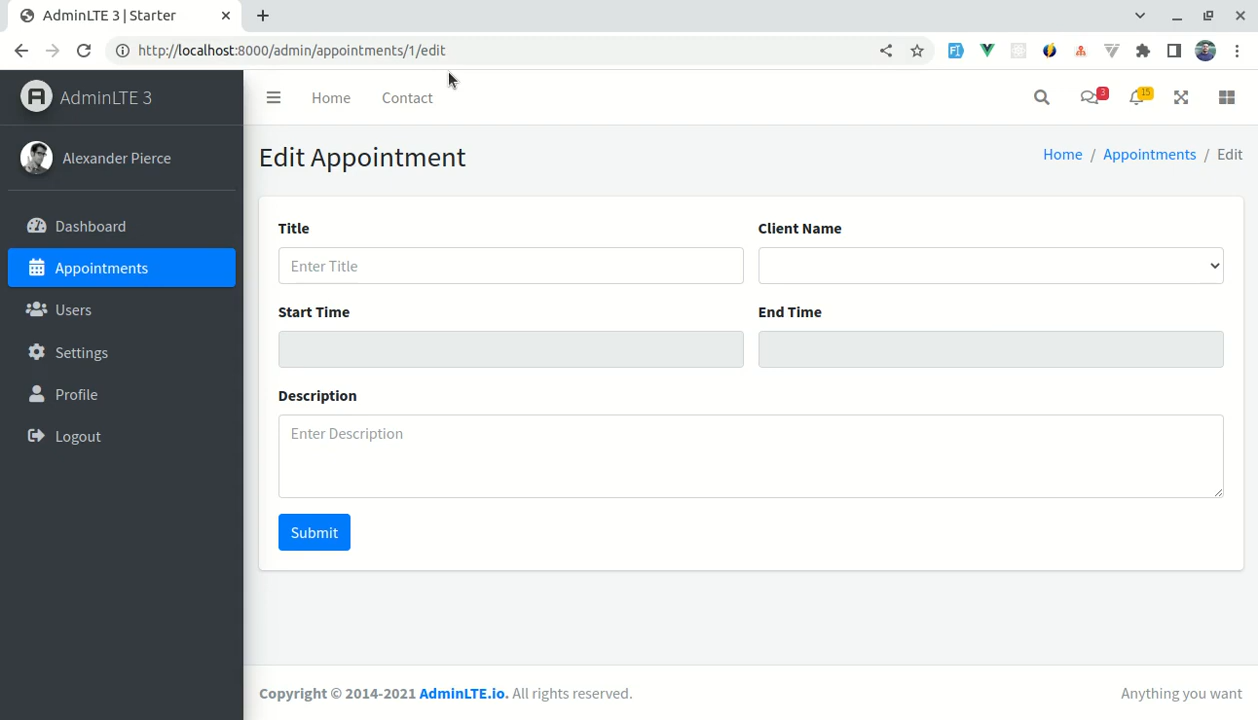 AdminLTE 3 | Starter
http://localhost:8000/admin/appointments/1/edit
AdminLTE 3
Home
Contact
3
15
Alexander Pierce
Edit Appointment
Home / Appointments / Edit
Dashboard
Appointments
Users
Settings
Profile
Logout
Title
Client Name
Enter Title
Start Time
End Time
Description
Enter Description
Submit
Copyright © 2014-2021 AdminLTE.io. All rights reserved.
Anything you want